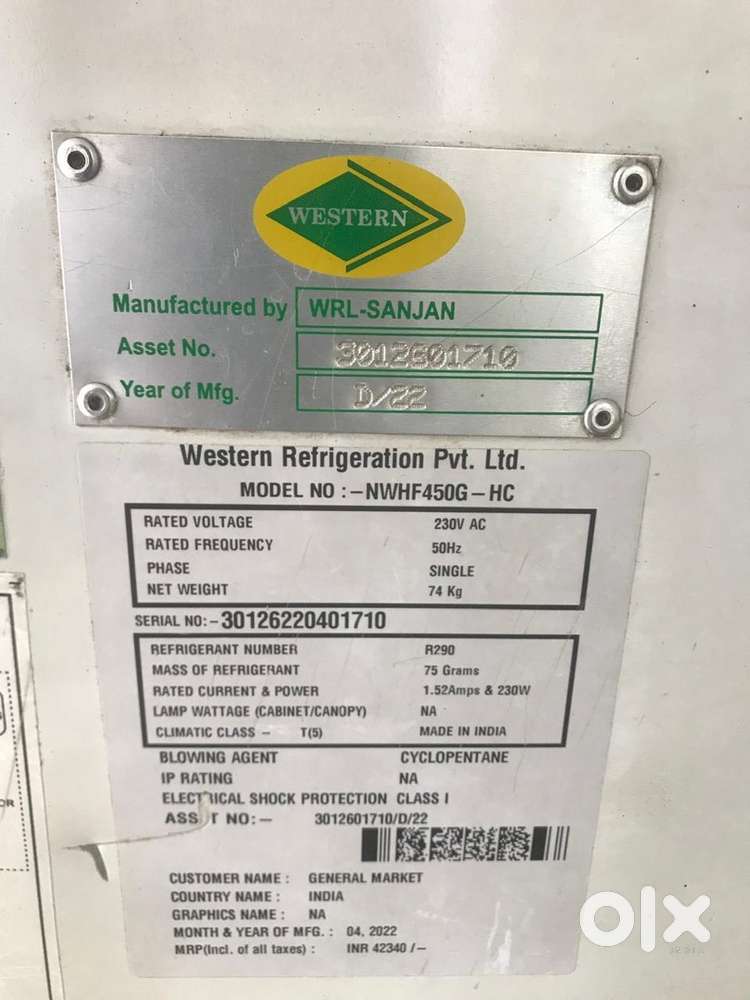 WESTERN
Manufactured by WRL-SANJAN
Asset No. 3012601710
Year of Mfg. D/22
Western Refrigeration Pvt. Ltd.
MODEL NO :-NWHF450G-HC
RATED VOLTAGE 230V AC
RATED FREQUENCY 50Hz
PHASE SINGLE
NET WEIGHT 74 Kg
SERIAL NO:-30126220401710
REFRIGERANT NUMBER R290
MASS OF REFRIGERANT 75 Grams
RATED CURRENT & POWER 1.52Amps & 230W
LAMP WATTAGE (CABINET/CANOPY) NA
CLIMATIC CLASS - T(5) MADE IN INDIA
BLOWING AGENT CYCLOPENTANE
IP RATING NA
ELECTRICAL SHOCK PROTECTION CLASS I
ASSET NO:- 3012601710/D/22
CUSTOMER NAME : GENERAL MARKET
COUNTRY NAME : INDIA
GRAPHICS NAME : NA
MONTH & YEAR OF MFG. : 04, 2022
MRP(Incl. of all taxes) : INR 42340 /-
OR
olx